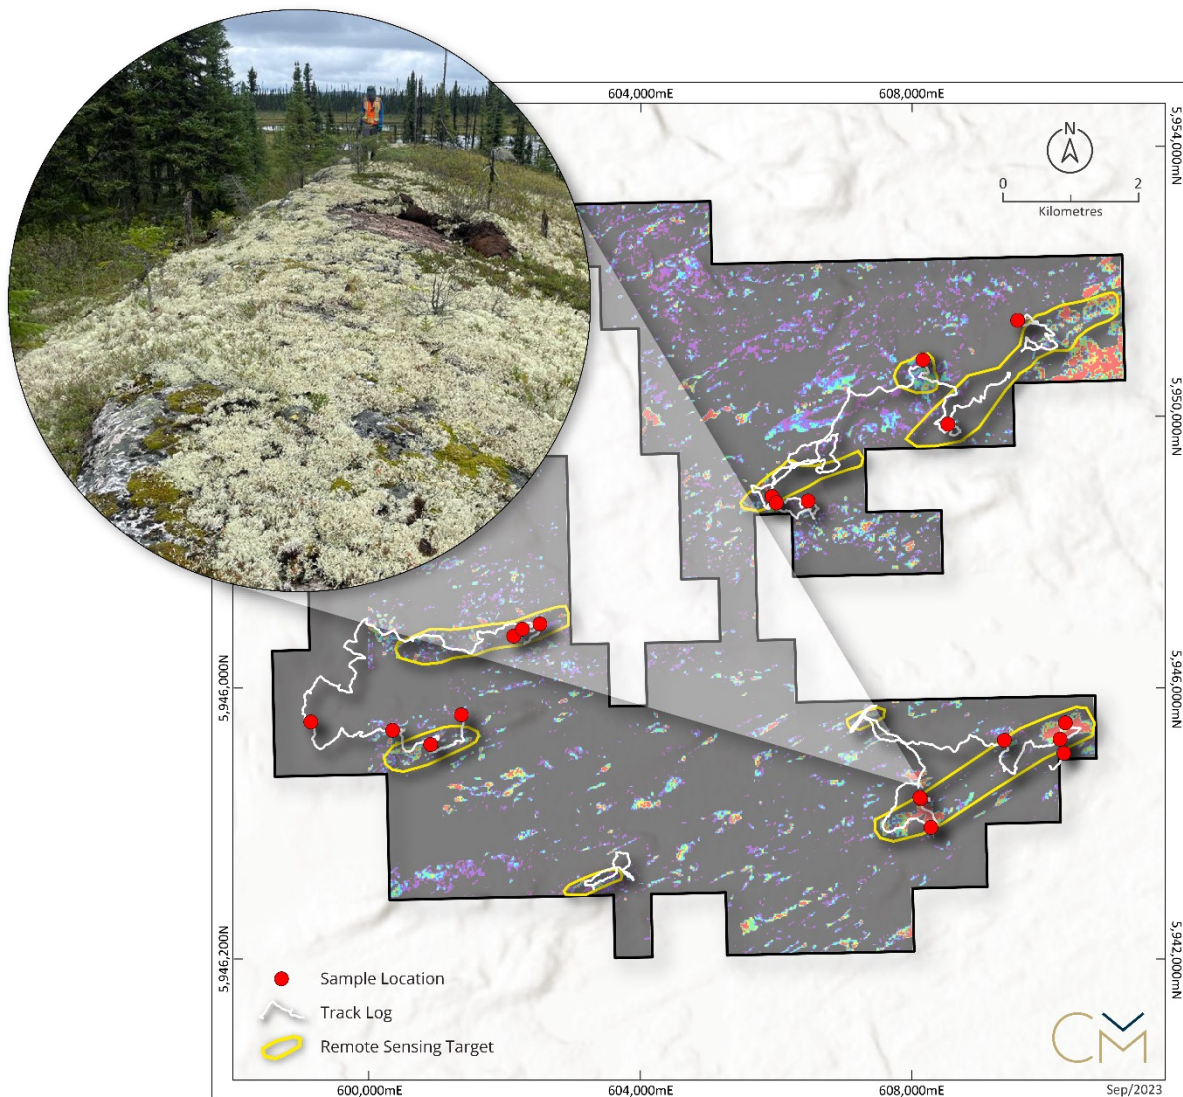 604,000mE
608,000mE
5,954,000mN
N
0 2
Kilometres
5,950,000mN
5,946,000N
5,946,000mN
5,946,200N
5,942,000mN
Sample Location
Track Log
Remote Sensing Target
CM
600,000mE
604,000mE
608,000mE
Sep/2023